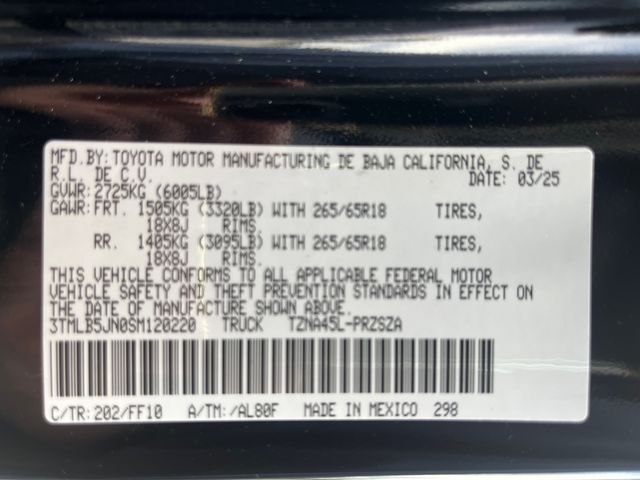 MFD.BY:TOYOTA MOTOR MANUFACTURING DE BAJA CALIFORNIA, S. DE
R.L. DE C.V. DATE: 03/25
GVWR: 2725KG (6005LB)
GAWR: FRT. 1505KG (3320LB) WITH 265/65R18 TIRES,
18X8J RIMS.
RR. 1405KG (3095LB) WITH 265/65R18 TIRES,
18X8J RIMS.
THIS VEHICLE CONFORMS TO ALL APPLICABLE FEDERAL MOTOR
VEHICLE SAFETY AND THEFT PREVENTION STANDARDS IN EFFECT ON
THE DATE OF MANUFACTURE SHOWN ABOVE.
3TMLB5JN0SM120220 TRUCK TZNA45L-PRZSZA
C/TR: 202/FF10 A/TM: /AL80F MADE IN MEXICO 298